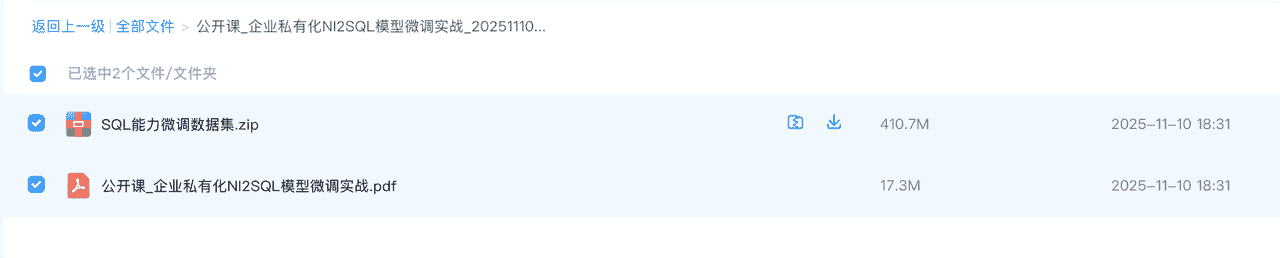 返回上一级 | 全部文件 > 公开课_企业私有化NI2SQL模型微调实战_20251110...
已选中2个文件/文件夹
SQL能力微调数据集.zip 410.7M 2025-11-10 18:31
公开课_企业私有化NI2SQL模型微调实战.pdf 17.3M 2025-11-10 18:31